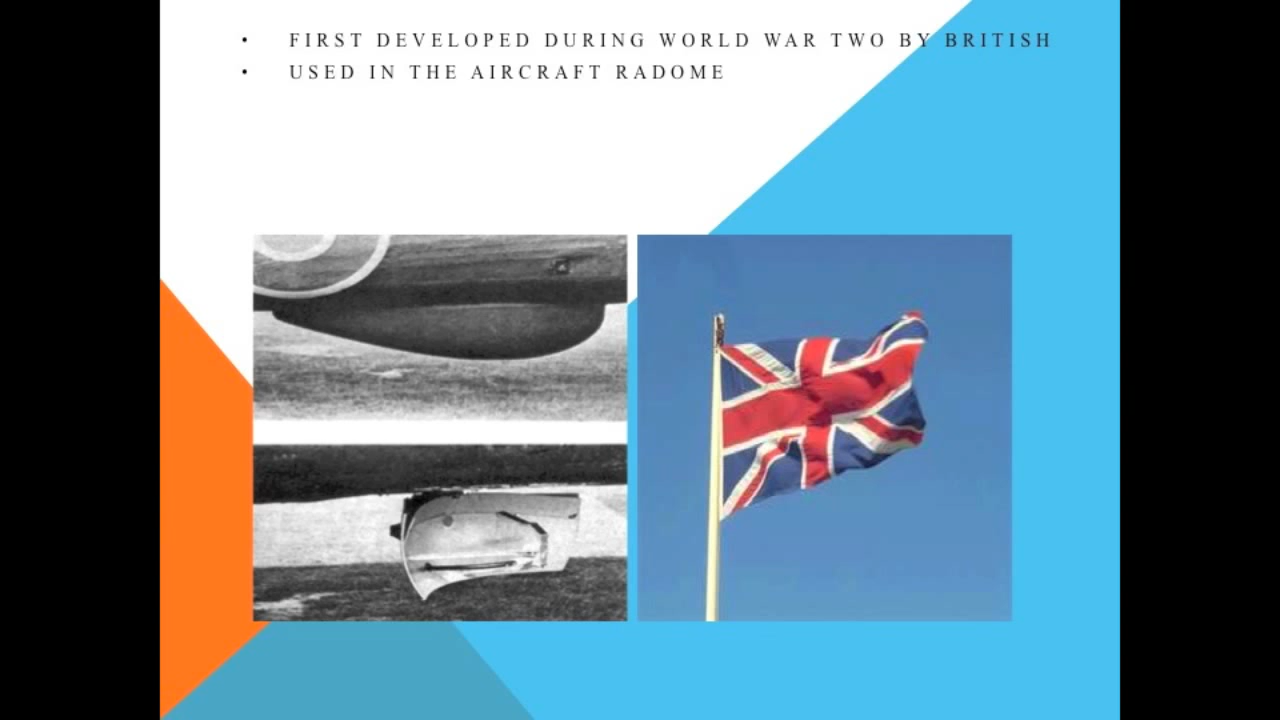 • FIRST DEVELOPED DURING WORLD WAR TWO BY BRITISH
• USED IN THE AIRCRAFT RADOME